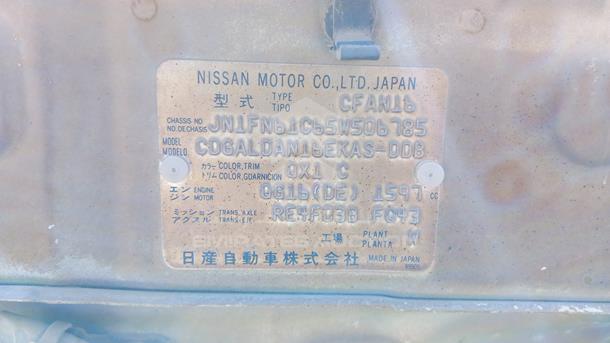 NISSAN MOTOR CO.,LTD. JAPAN
型式 TYPE TIPO CFAN16
CHASSIS NO NO. DE CHASIS JN1FN61C65W506785
MODEL MODELO CDGALDAN16EXAS-DDB
カラー COLOR, TRIM トリム COLOR, GUARNICION QX1 C
エンジン ENGINE MOTOR QG16(DE) 1597 CC
ミッション TRANS. AXLE アクスル TRANS-EJE RE4F03B FQ43
工場 PLANT PLANTA W
日産自動車株式会社 MADE IN JAPAN